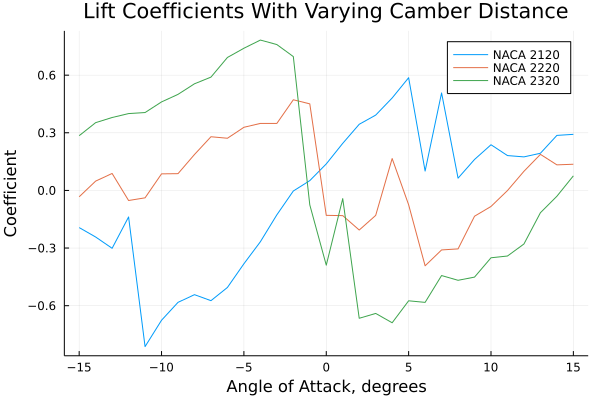 Lift Coefficients With Varying Camber Distance
NACA 2120
NACA 2220
NACA 2320
0.6
0.3
0.0
−0.3
−0.6
Coefficient
−15
−10
−5
0
5
10
15
Angle of Attack, degrees